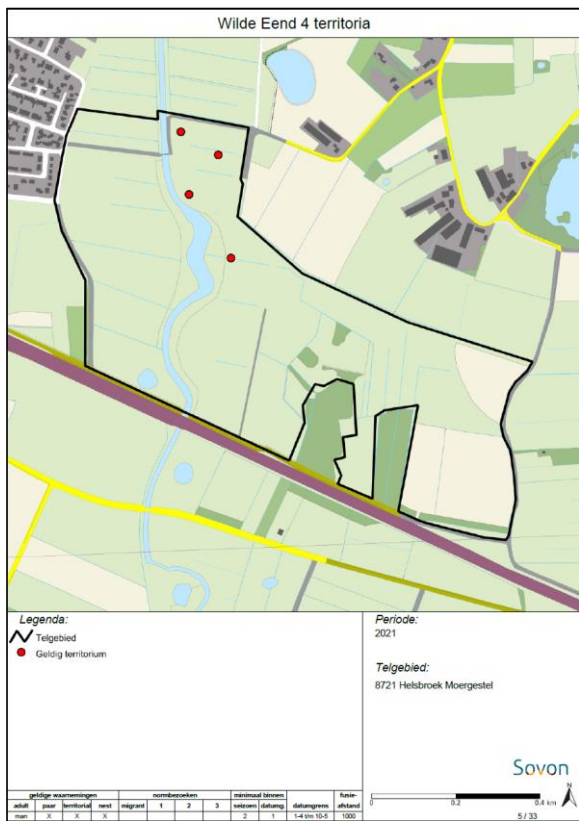 Wilde Eend 4 territoria
Legenda:
Telgebied
Geldig territorium
Periode:
2021
Telgebied:
8721 Helsbroek Moergestel
Sovon
geldige waarnemingen normbezoeken minimaal binnen fusie-
adult paar territoriaal nest migrant 1 2 3 seizoen datumg. datumgrens afstand
man X X X 2 1 1-4 t/m 10-5 1000
0 0.2 0.4 km
N
5 / 33